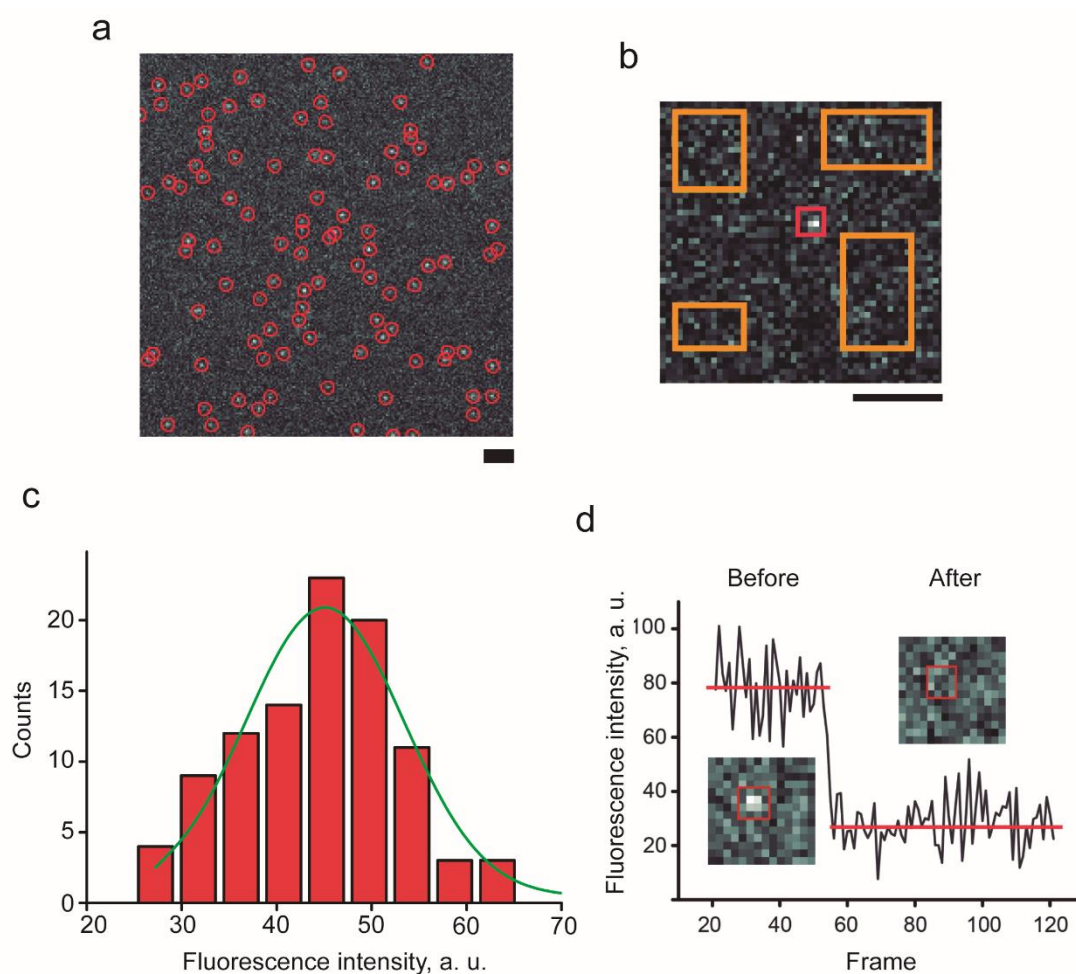 a
b
c
Counts
20
15
10
5
0
20 30 40 50 60 70
Fluorescence intensity, a. u.
d
Before After
Fluorescence intensity, a. u.
100
80
60
40
20
20 40 60 80 100 120
Frame